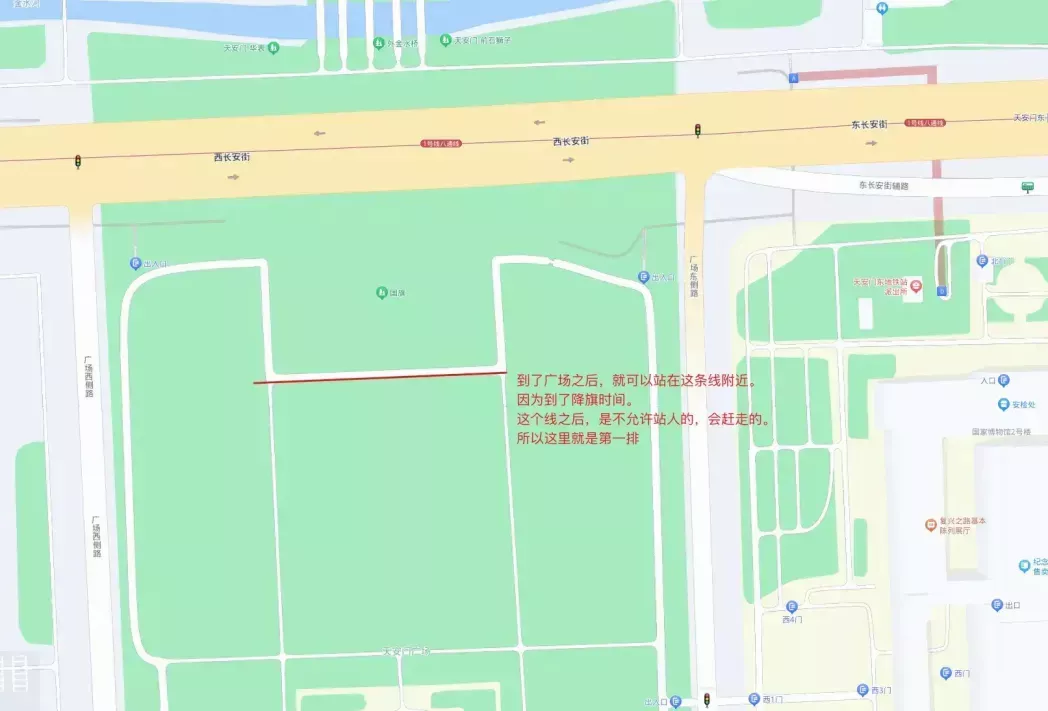 天安门-华表
外金水桥
天安门-前石狮子
1号线八通线
西长安街
西长安街
东长安街
1号线八通线
天安门东
东长安街辅路
出入口
国旗
出入口
广场东侧路
天安门东地铁站
派出所
广场西侧路
到了广场之后，就可以站在这条线附近。
因为到了降旗时间。
这个线之后，是不允许站人的，会赶走的。
所以这里就是第一排
入口
安检处
国家博物馆2号楼
广场西侧路
复兴之路基本
陈列展厅
纪念
售卖
出口
西4门
天安门广场
西门
出入口
西1门
西3门